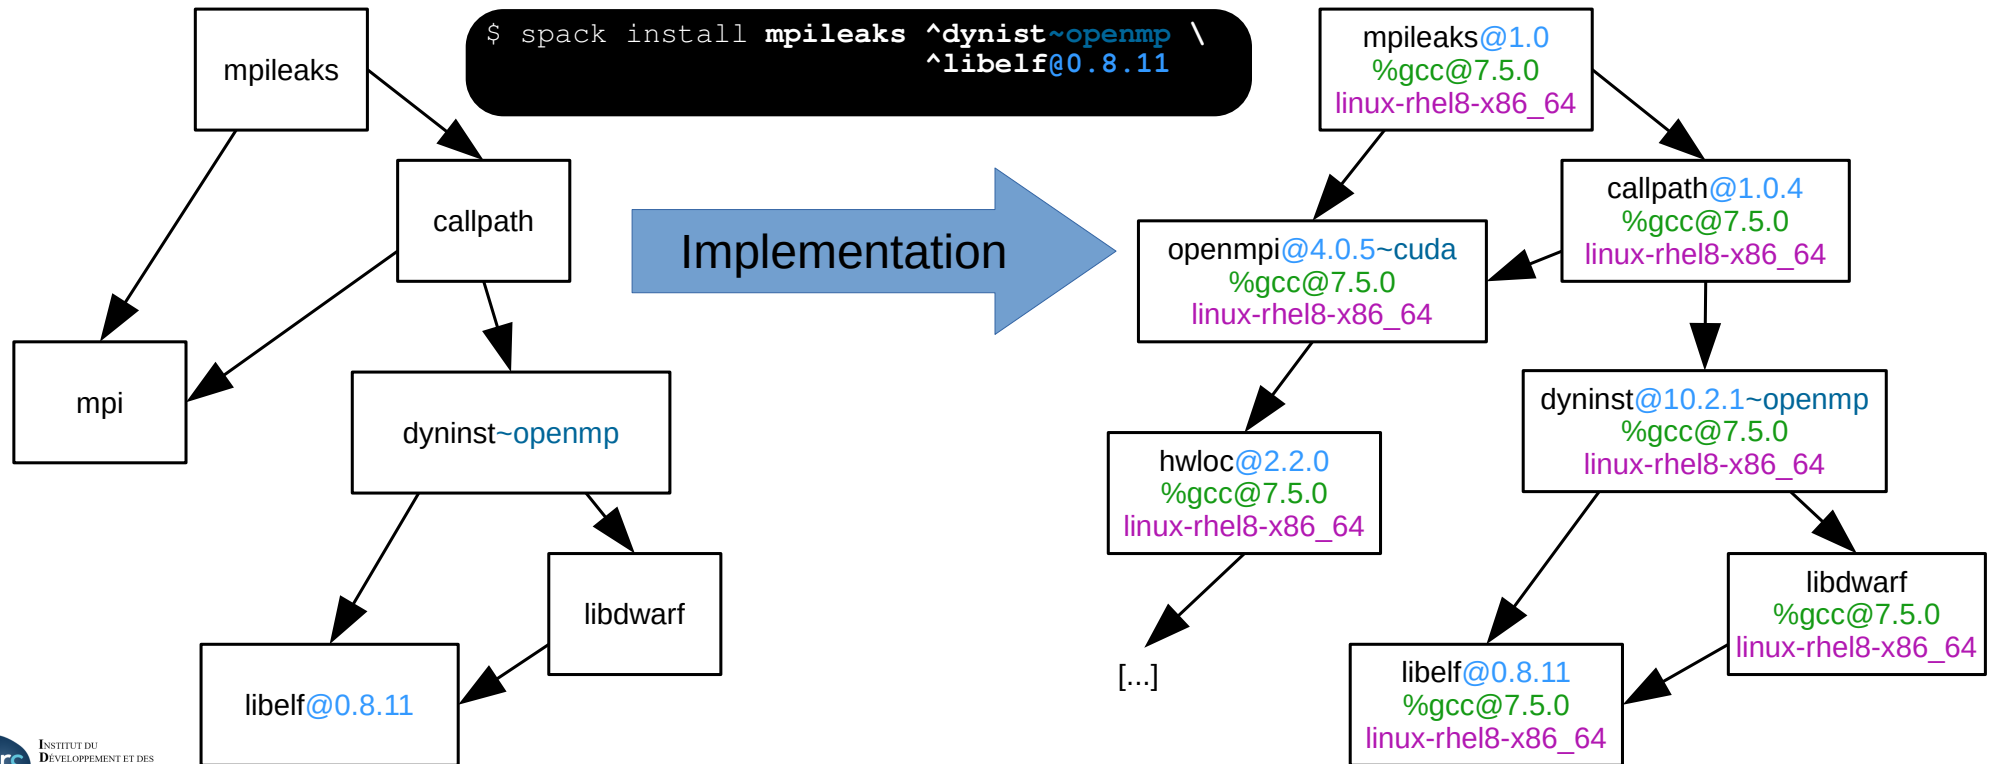 $ spack install mpileaks ^dynist~openmp \
^libelf@0.8.11
mpileaks
callpath
mpi
dyninst~openmp
libdwarf
libelf@0.8.11
Implementation
mpileaks@1.0
%gcc@7.5.0
linux-rhel8-x86_64
callpath@1.0.4
%gcc@7.5.0
linux-rhel8-x86_64
openmpi@4.0.5~cuda
%gcc@7.5.0
linux-rhel8-x86_64
dyninst@10.2.1~openmp
%gcc@7.5.0
linux-rhel8-x86_64
hwloc@2.2.0
%gcc@7.5.0
linux-rhel8-x86_64
[...]
libdwarf
%gcc@7.5.0
linux-rhel8-x86_64
libelf@0.8.11
%gcc@7.5.0
linux-rhel8-x86_64
INSTITUT DU
DÉVELOPPEMENT ET DES